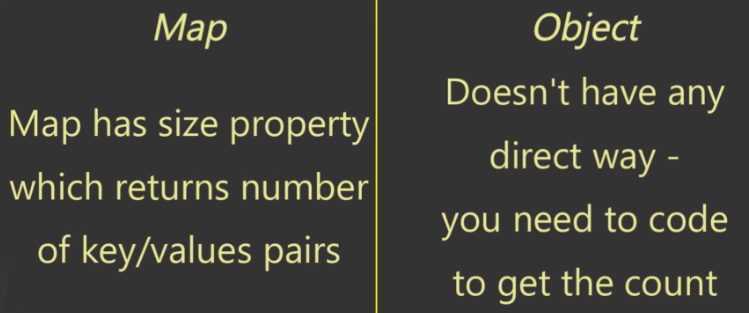 Map
Map has size property
which returns number
of key/values pairs
Object
Doesn't have any
direct way -
you need to code
to get the count